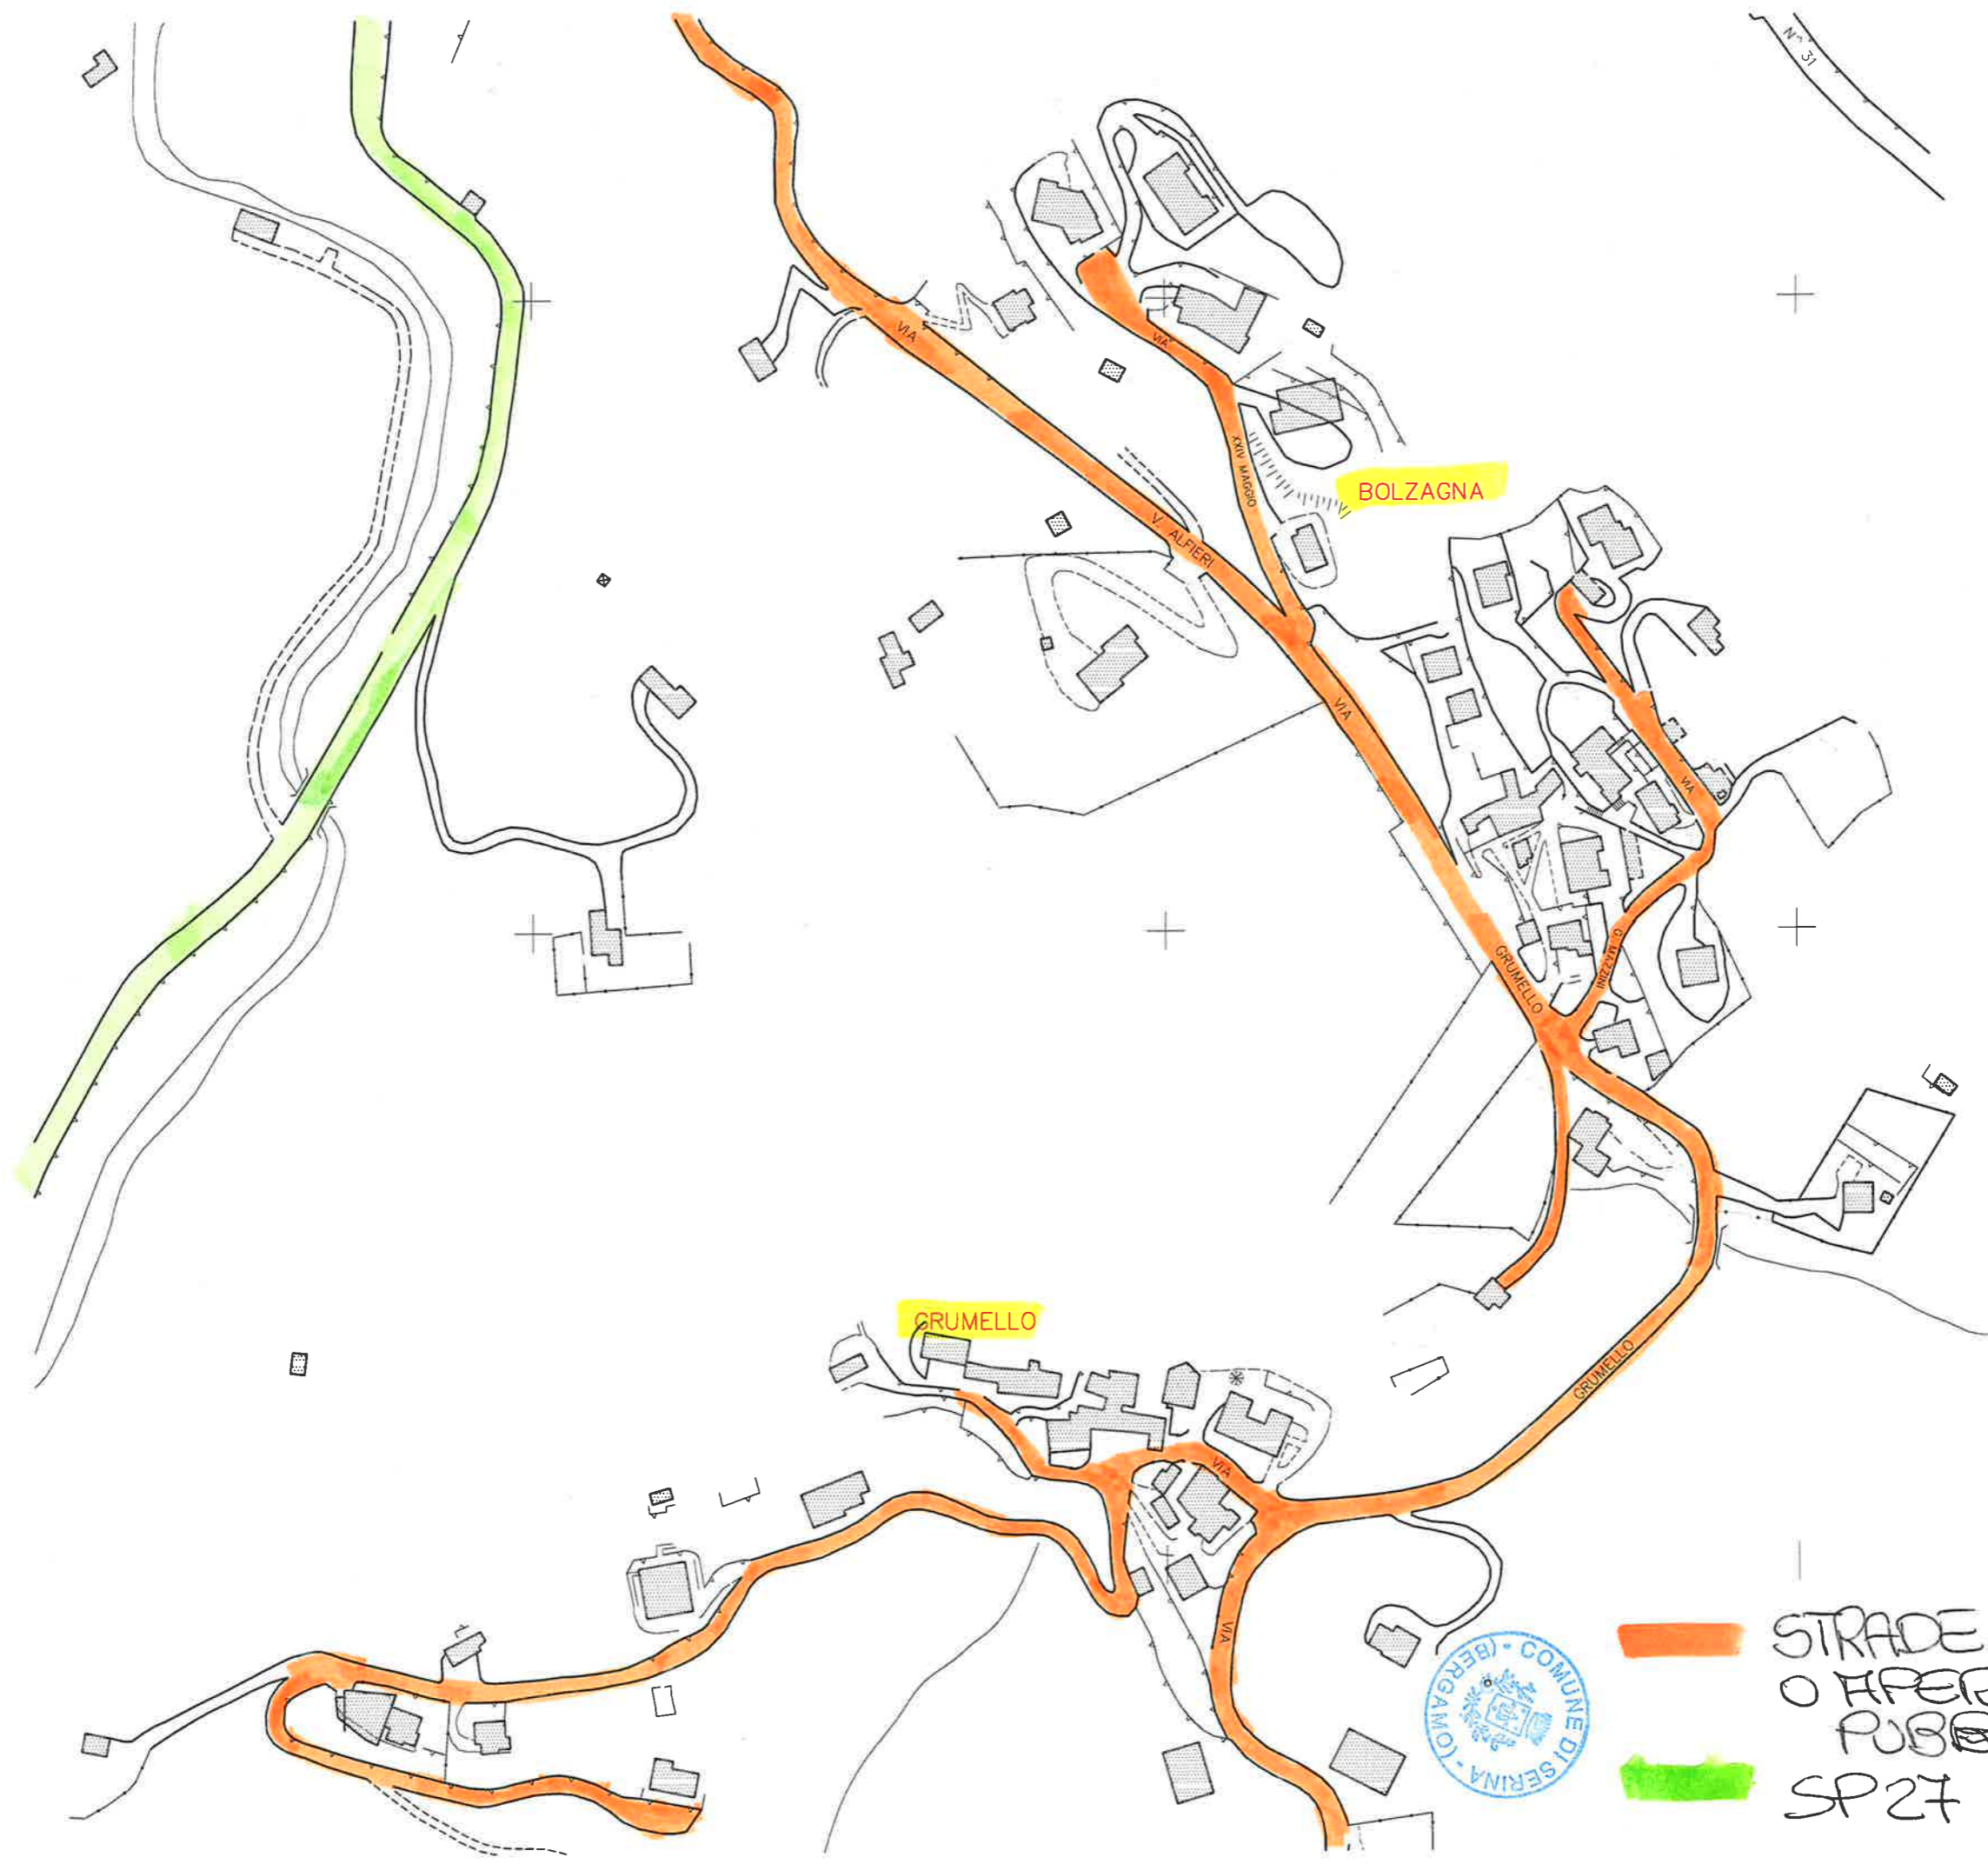 N° 31
VIA
VIA
XXIV MAGGIO
BOLZAGNA
V. ALFIERI
VIA
VIA
GRUMELLO
G. MAZZINI
GRUMELLO
GRUMELLO
VIA
VIA
COMUNE DI SERINA - (BERGAMO) -
STRADE
O APER
PUBB
SP27